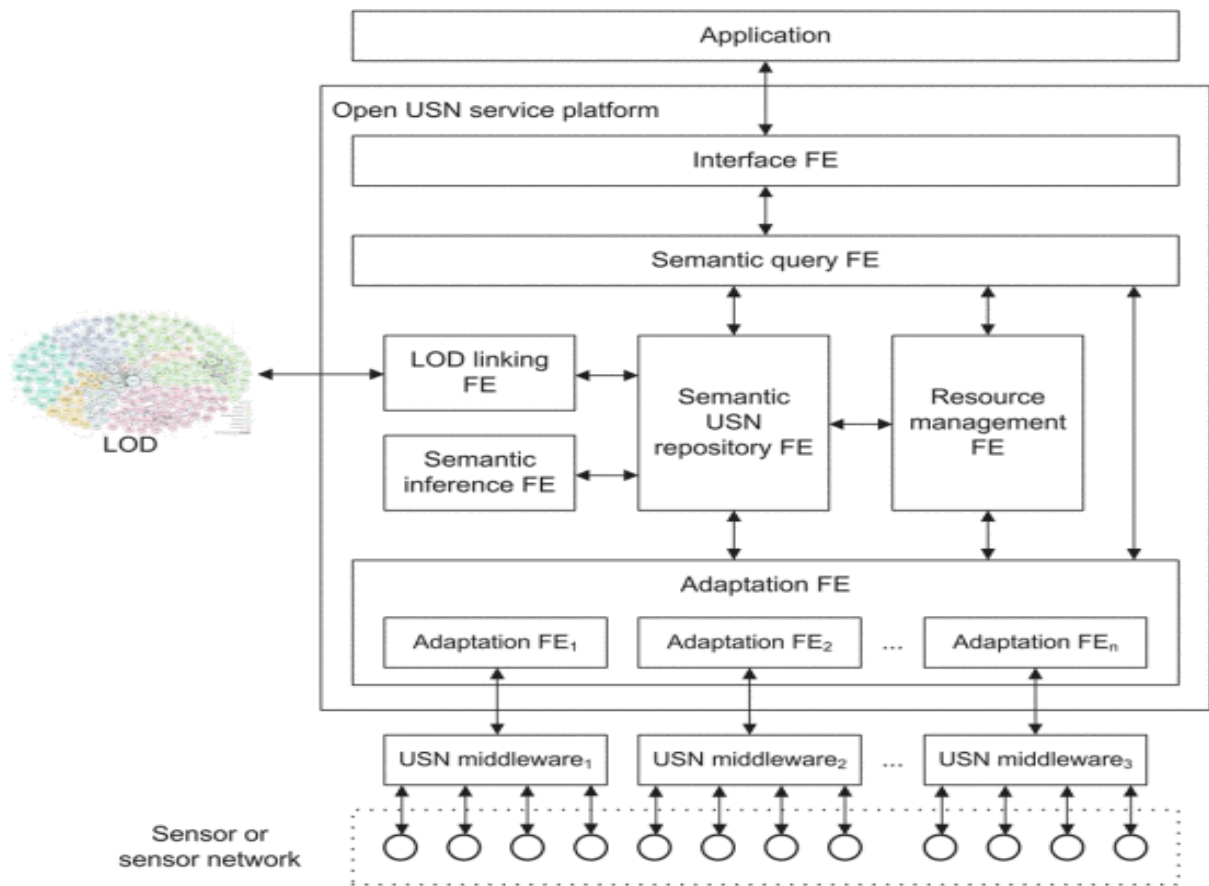 Application
Open USN service platform
Interface FE
Semantic query FE
LOD linking
FE
Semantic
USN
repository FE
Resource
management
FE
LOD
Semantic
inference FE
Adaptation FE
Adaptation FE₁
Adaptation FE₂
...
Adaptation FEₙ
USN middleware₁
USN middleware₂
...
USN middleware₃
Sensor or
sensor network